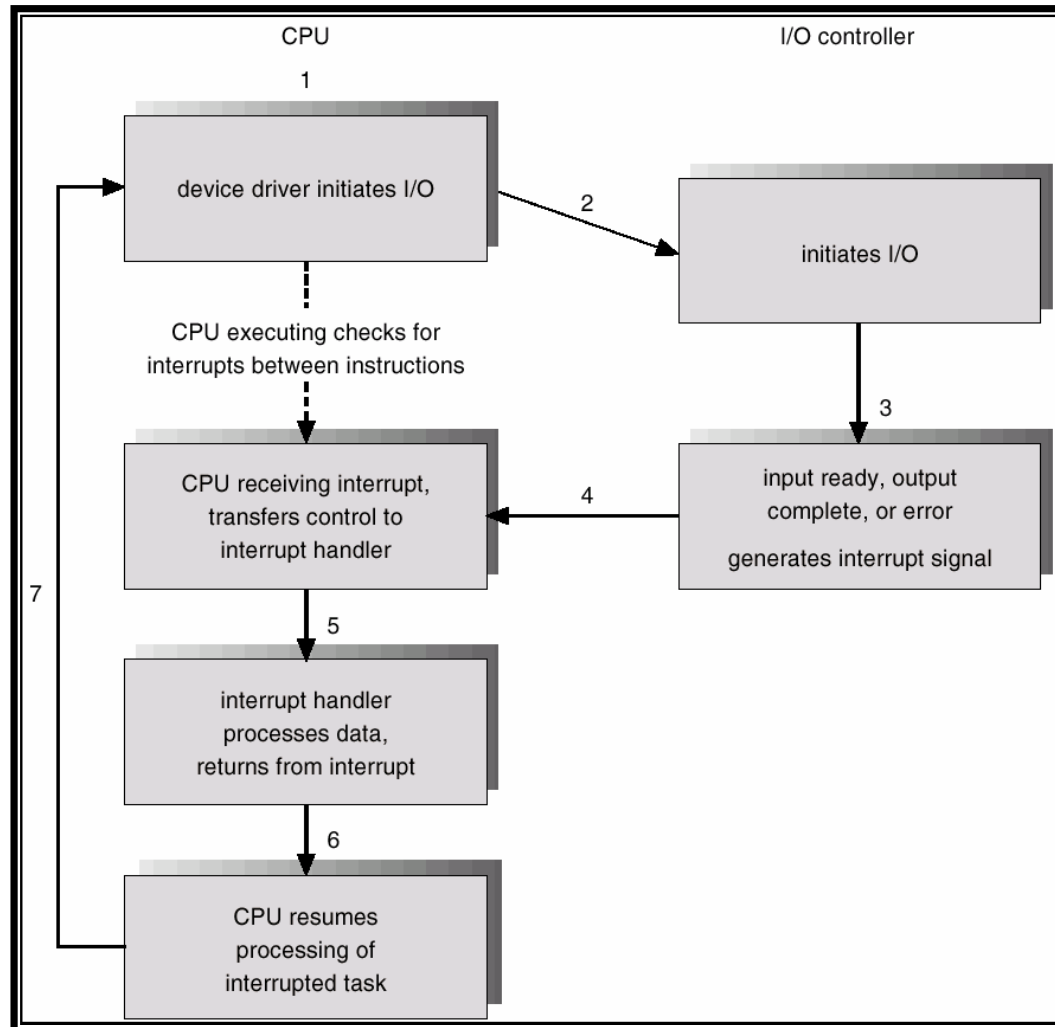 CPU
I/O controller
1
device driver initiates I/O
2
initiates I/O
CPU executing checks for
interrupts between instructions
3
CPU receiving interrupt,
transfers control to
interrupt handler
4
input ready, output
complete, or error
generates interrupt signal
7
5
interrupt handler
processes data,
returns from interrupt
6
CPU resumes
processing of
interrupted task